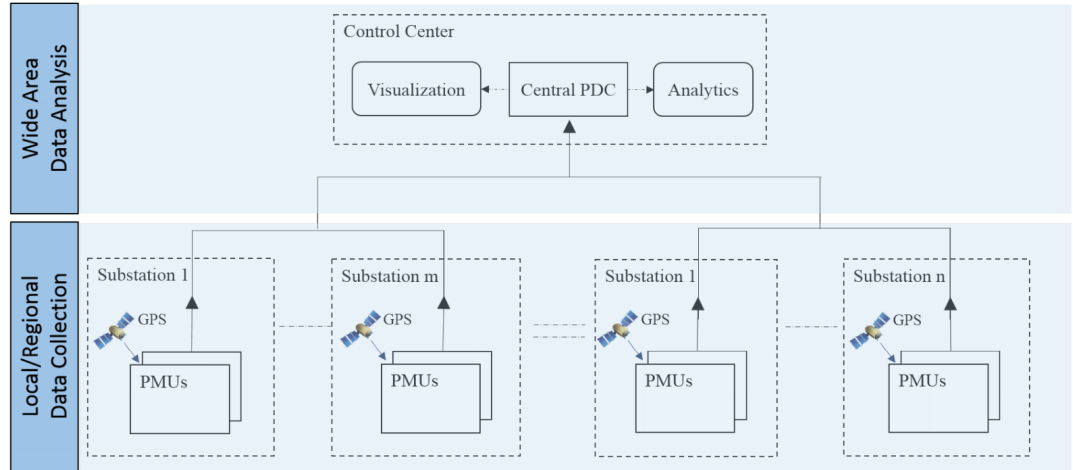 Wide Area
Data Analysis
Control Center
Visualization
Central PDC
Analytics
Local/Regional
Data Collection
Substation 1
GPS
PMUs
Substation m
GPS
PMUs
Substation 1
GPS
PMUs
Substation n
GPS
PMUs